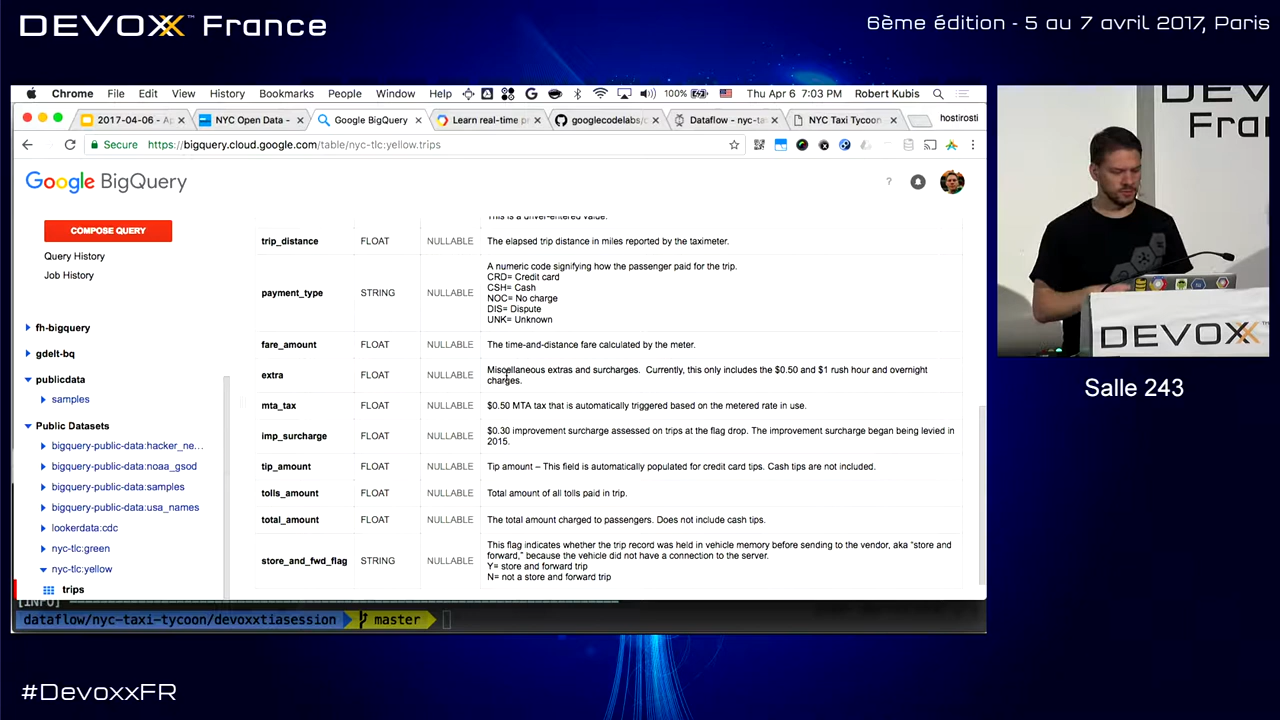 DEVOXX™ France
6ème édition - 5 au 7 avril 2017, Paris
Chrome File Edit View History Bookmarks People Window Help
100% Thu Apr 6 7:03 PM Robert Kubis
2017-04-06 - Ap
NYC Open Data -
Google BigQuery
Learn real-time pr
googlecodelabs/c
Dataflow - nyc-ta
NYC Taxi Tycoon
hostirosti
Secure https://bigquery.cloud.google.com/table/nyc-tlc:yellow.trips
Google BigQuery
?
COMPOSE QUERY
Query History
Job History
fh-bigquery
gdelt-bq
publicdata
samples
Public Datasets
bigquery-public-data:hacker_ne...
bigquery-public-data:noaa_gsod
bigquery-public-data:samples
bigquery-public-data:usa_names
lookerdata:cdc
nyc-tlc:green
nyc-tlc:yellow
trips
This is a driver-entered value.
trip_distance FLOAT NULLABLE The elapsed trip distance in miles reported by the taximeter.
payment_type STRING NULLABLE A numeric code signifying how the passenger paid for the trip.
CRD= Credit card
CSH= Cash
NOC= No charge
DIS= Dispute
UNK= Unknown
fare_amount FLOAT NULLABLE The time-and-distance fare calculated by the meter.
extra FLOAT NULLABLE Miscellaneous extras and surcharges. Currently, this only includes the $0.50 and $1 rush hour and overnight
charges.
mta_tax FLOAT NULLABLE $0.50 MTA tax that is automatically triggered based on the metered rate in use.
imp_surcharge FLOAT NULLABLE $0.30 improvement surcharge assessed on trips at the flag drop. The improvement surcharge began being levied in
2015.
tip_amount FLOAT NULLABLE Tip amount – This field is automatically populated for credit card tips. Cash tips are not included.
tolls_amount FLOAT NULLABLE Total amount of all tolls paid in trip.
total_amount FLOAT NULLABLE The total amount charged to passengers. Does not include cash tips.
store_and_fwd_flag STRING NULLABLE This flag indicates whether the trip record was held in vehicle memory before sending to the vendor, aka “store and
forward,” because the vehicle did not have a connection to the server.
Y= store and forward trip
N= not a store and forward trip
[INFO]
dataflow/nyc-taxi-tycoon/devoxxtiasession master
DEVOX
Fran
DEVOXX
Salle 243
#DevoxxFR